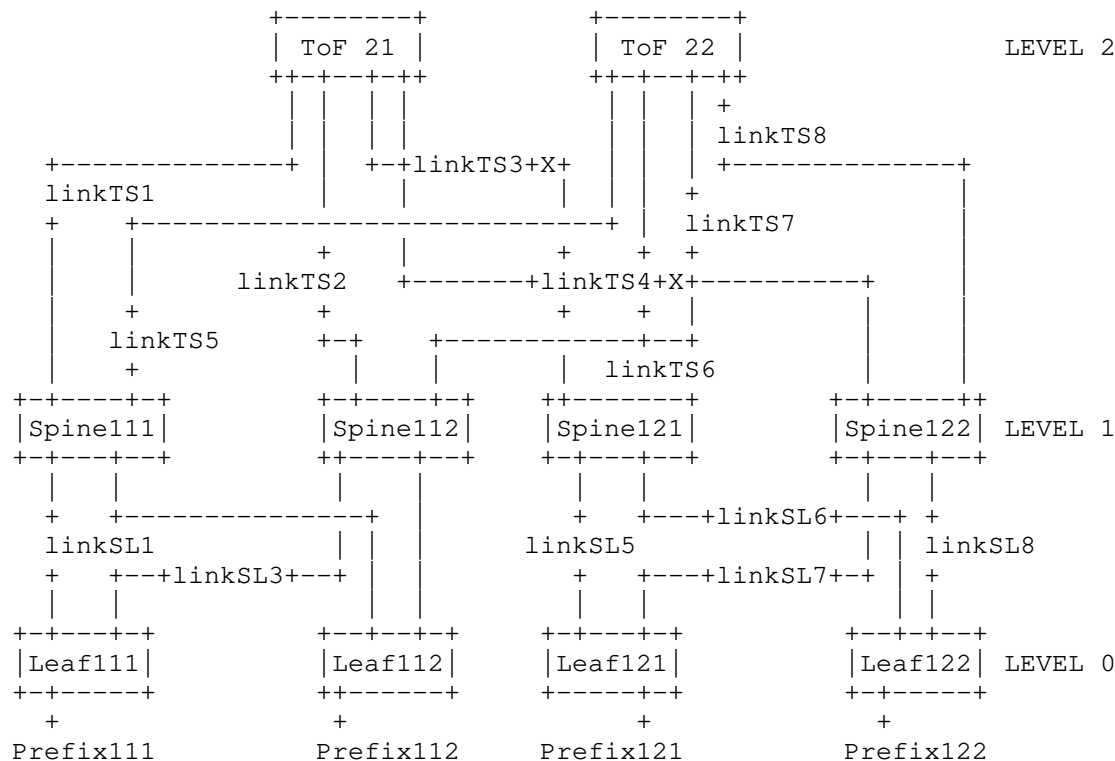 ToF 21 ToF 22 LEVEL 2
linkTS8
linkTS3+X+
linkTS1
linkTS7
linkTS2 linkTS4+X+
linkTS5
linkTS6
Spine111 Spine112 Spine121 Spine122 LEVEL 1
linkSL6
linkSL1 linkSL5 linkSL8
linkSL3 linkSL7
Leaf111 Leaf112 Leaf121 Leaf122 LEVEL 0
Prefix111 Prefix112 Prefix121 Prefix122